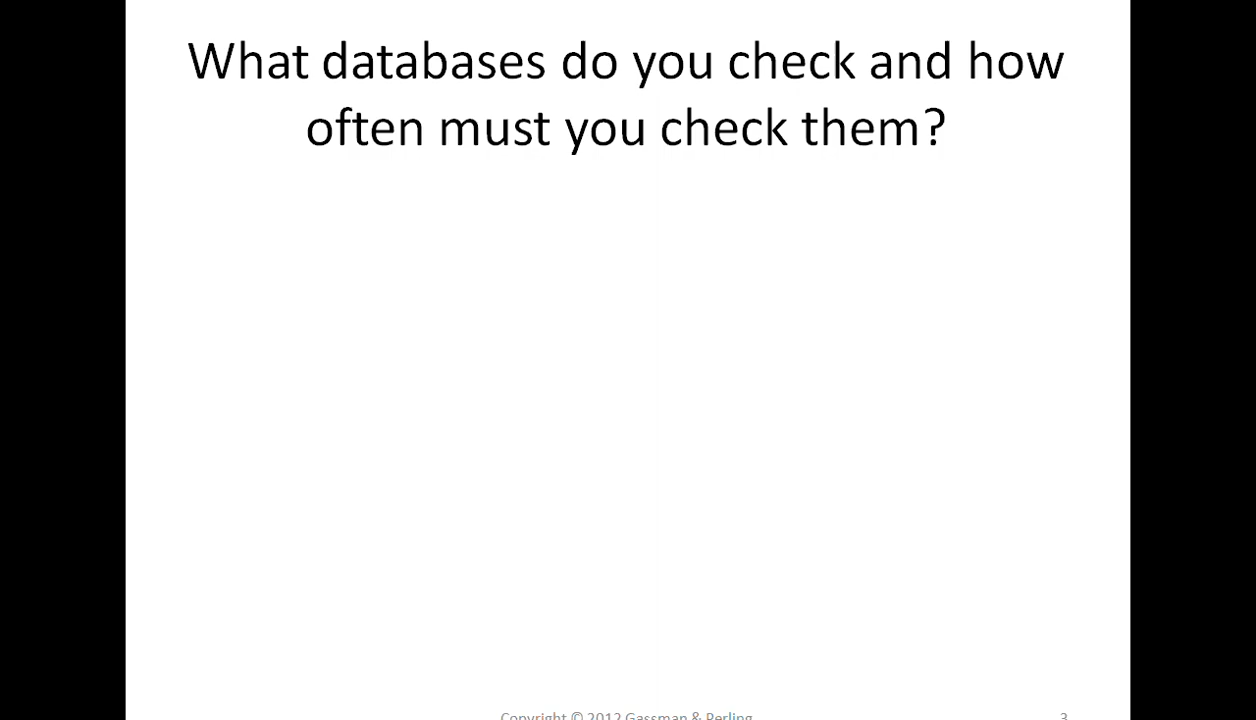 What databases do you check and how
often must you check them?
Copyright © 2012 Gassman & Perling
3